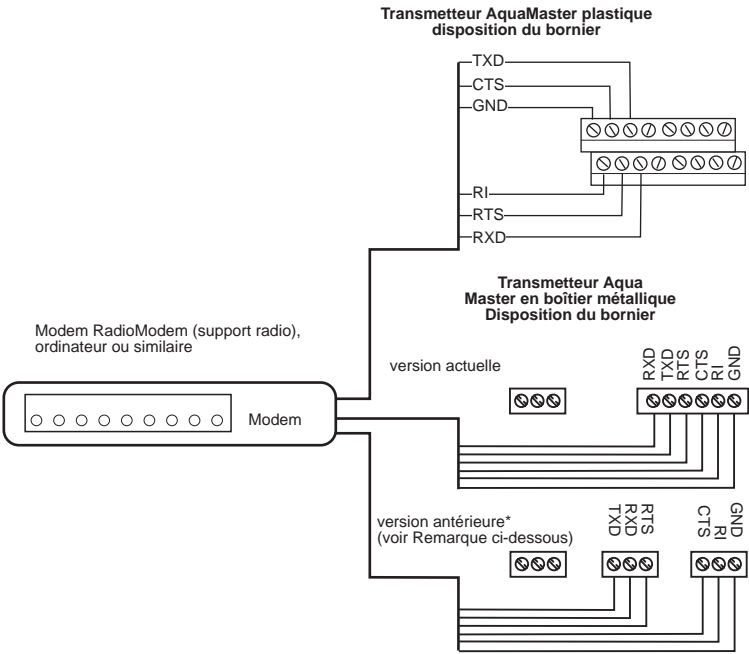 Transmetteur AquaMaster plastique
disposition du bornier
TXD
CTS
GND
RI
RTS
RXD
Transmetteur Aqua
Master en boîtier métallique
Disposition du bornier
Modem RadioModem (support radio),
ordinateur ou similaire
Modem
version actuelle
RXD
TXD
RTS
CTS
RI
GND
version antérieure*
(voir Remarque ci-dessous)
TXD
RXD
RTS
CTS
RI
GND